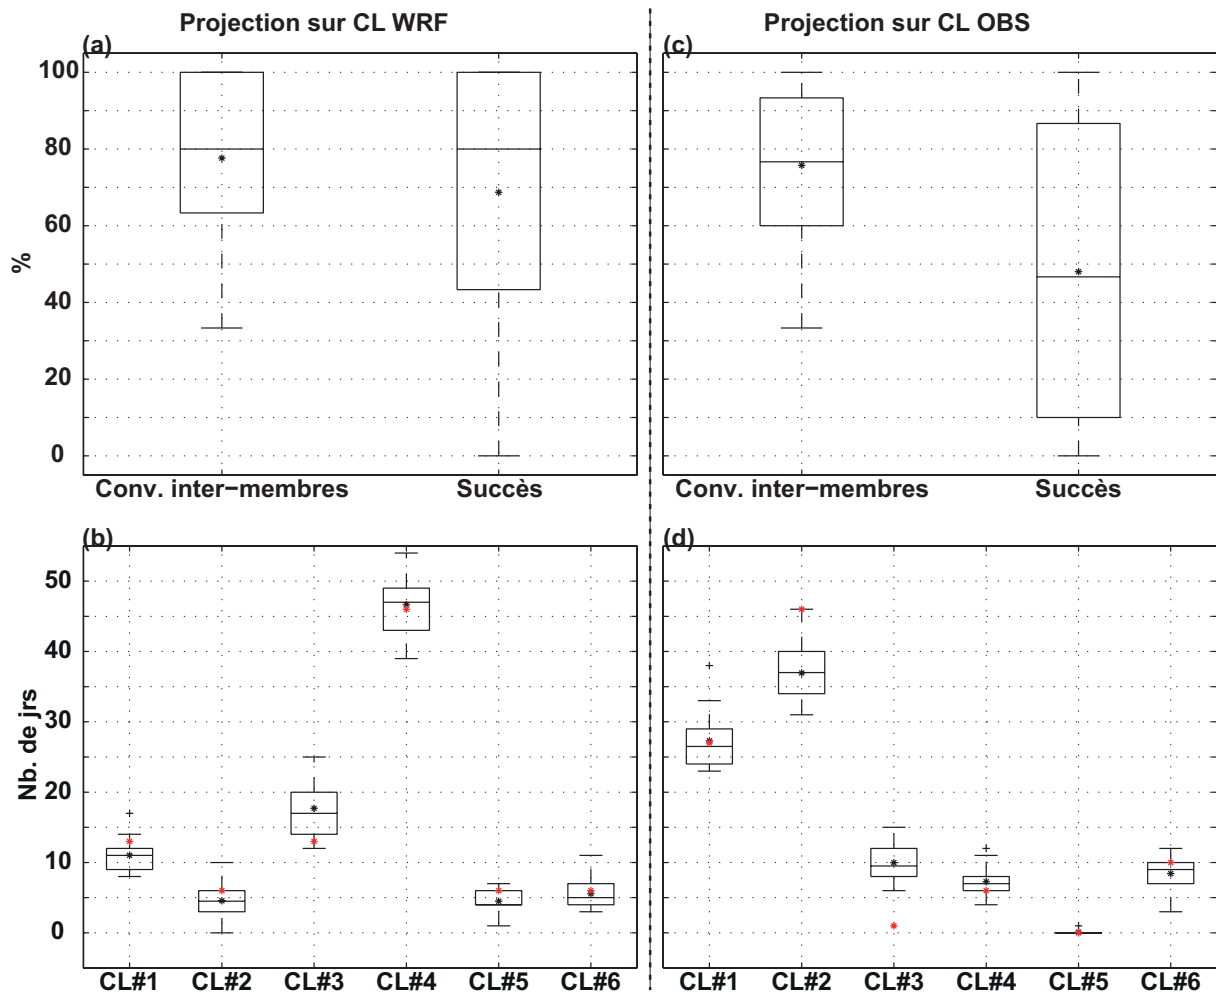 Projection sur CL WRF
Projection sur CL OBS
(a)
(c)
100
80
60
40
20
0
%
Conv. inter−membres
Succès
Conv. inter−membres
Succès
(b)
(d)
50
40
30
20
10
0
Nb. de jrs
CL#1
CL#2
CL#3
CL#4
CL#5
CL#6
CL#1
CL#2
CL#3
CL#4
CL#5
CL#6